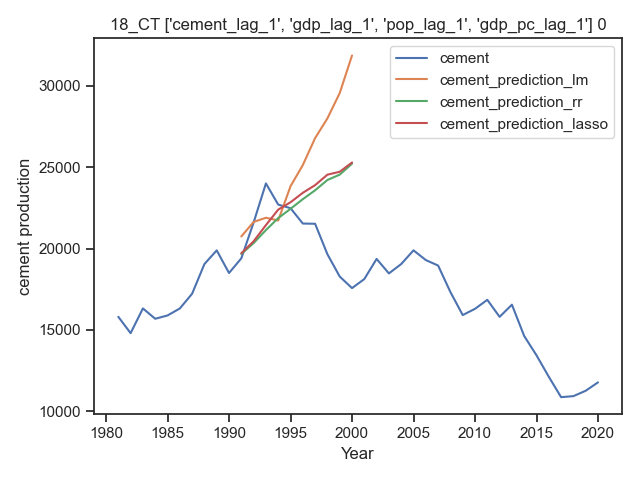 18_CT ['cement_lag_1', 'gdp_lag_1', 'pop_lag_1', 'gdp_pc_lag_1'] 0
cement
cement_prediction_lm
cement_prediction_rr
cement_prediction_lasso
cement production
30000
25000
20000
15000
10000
1980
1985
1990
1995
2000
2005
2010
2015
2020
Year